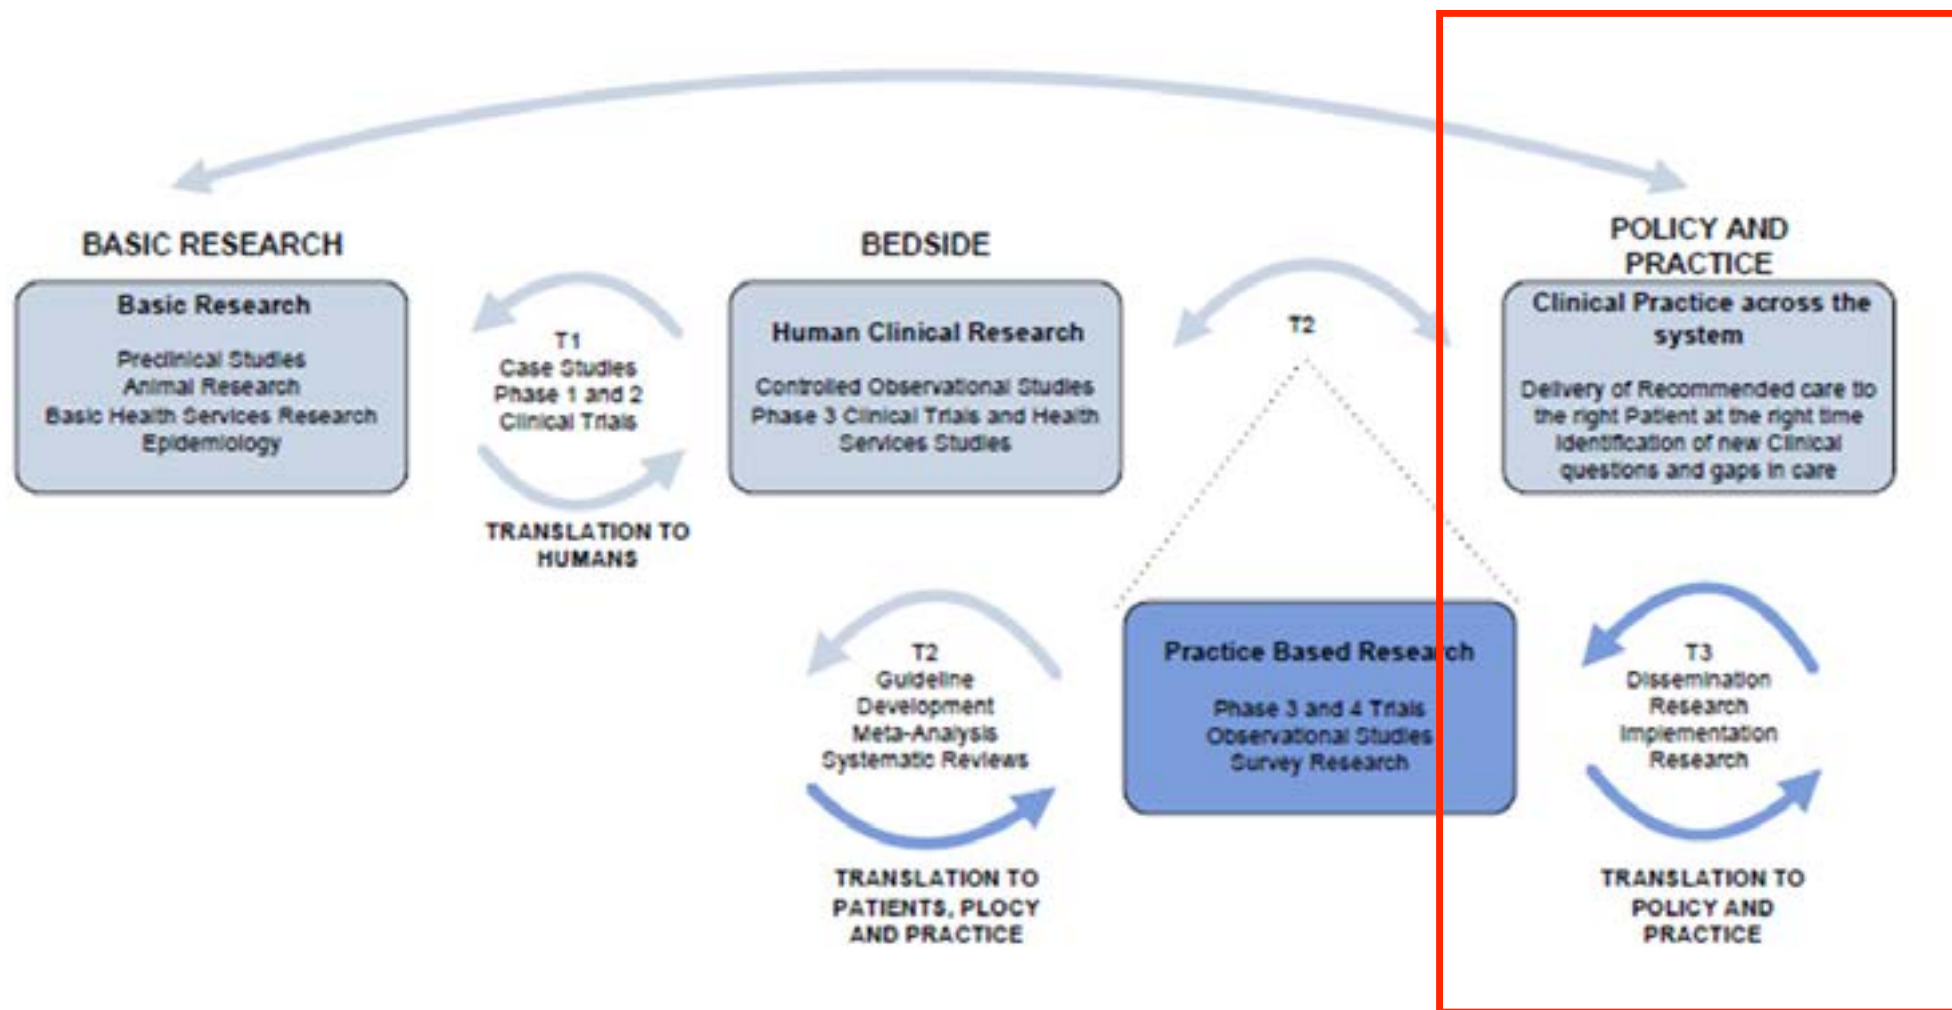 BASIC RESEARCH
Basic Research
Preclinical Studies
Animal Research
Basic Health Services Research
Epidemiology
T1
Case Studies
Phase 1 and 2
Clinical Trials
TRANSLATION TO
HUMANS
BEDSIDE
Human Clinical Research
Controlled Observational Studies
Phase 3 Clinical Trials and Health
Services Studies
T2
POLICY AND
PRACTICE
Clinical Practice across the
system
Delivery of Recommended care tlo
the right Patient at the right time
Identification of new Clinical
questions and gaps in care
T2
Guideline
Development
Meta-Analysis
Systematic Reviews
TRANSLATION TO
PATIENTS, PLOCY
AND PRACTICE
Practice Based Research
Phase 3 and 4 Trials
Observational Studies
Survey Research
T3
Dissemination
Research
Implementation
Research
TRANSLATION TO
POLICY AND
PRACTICE